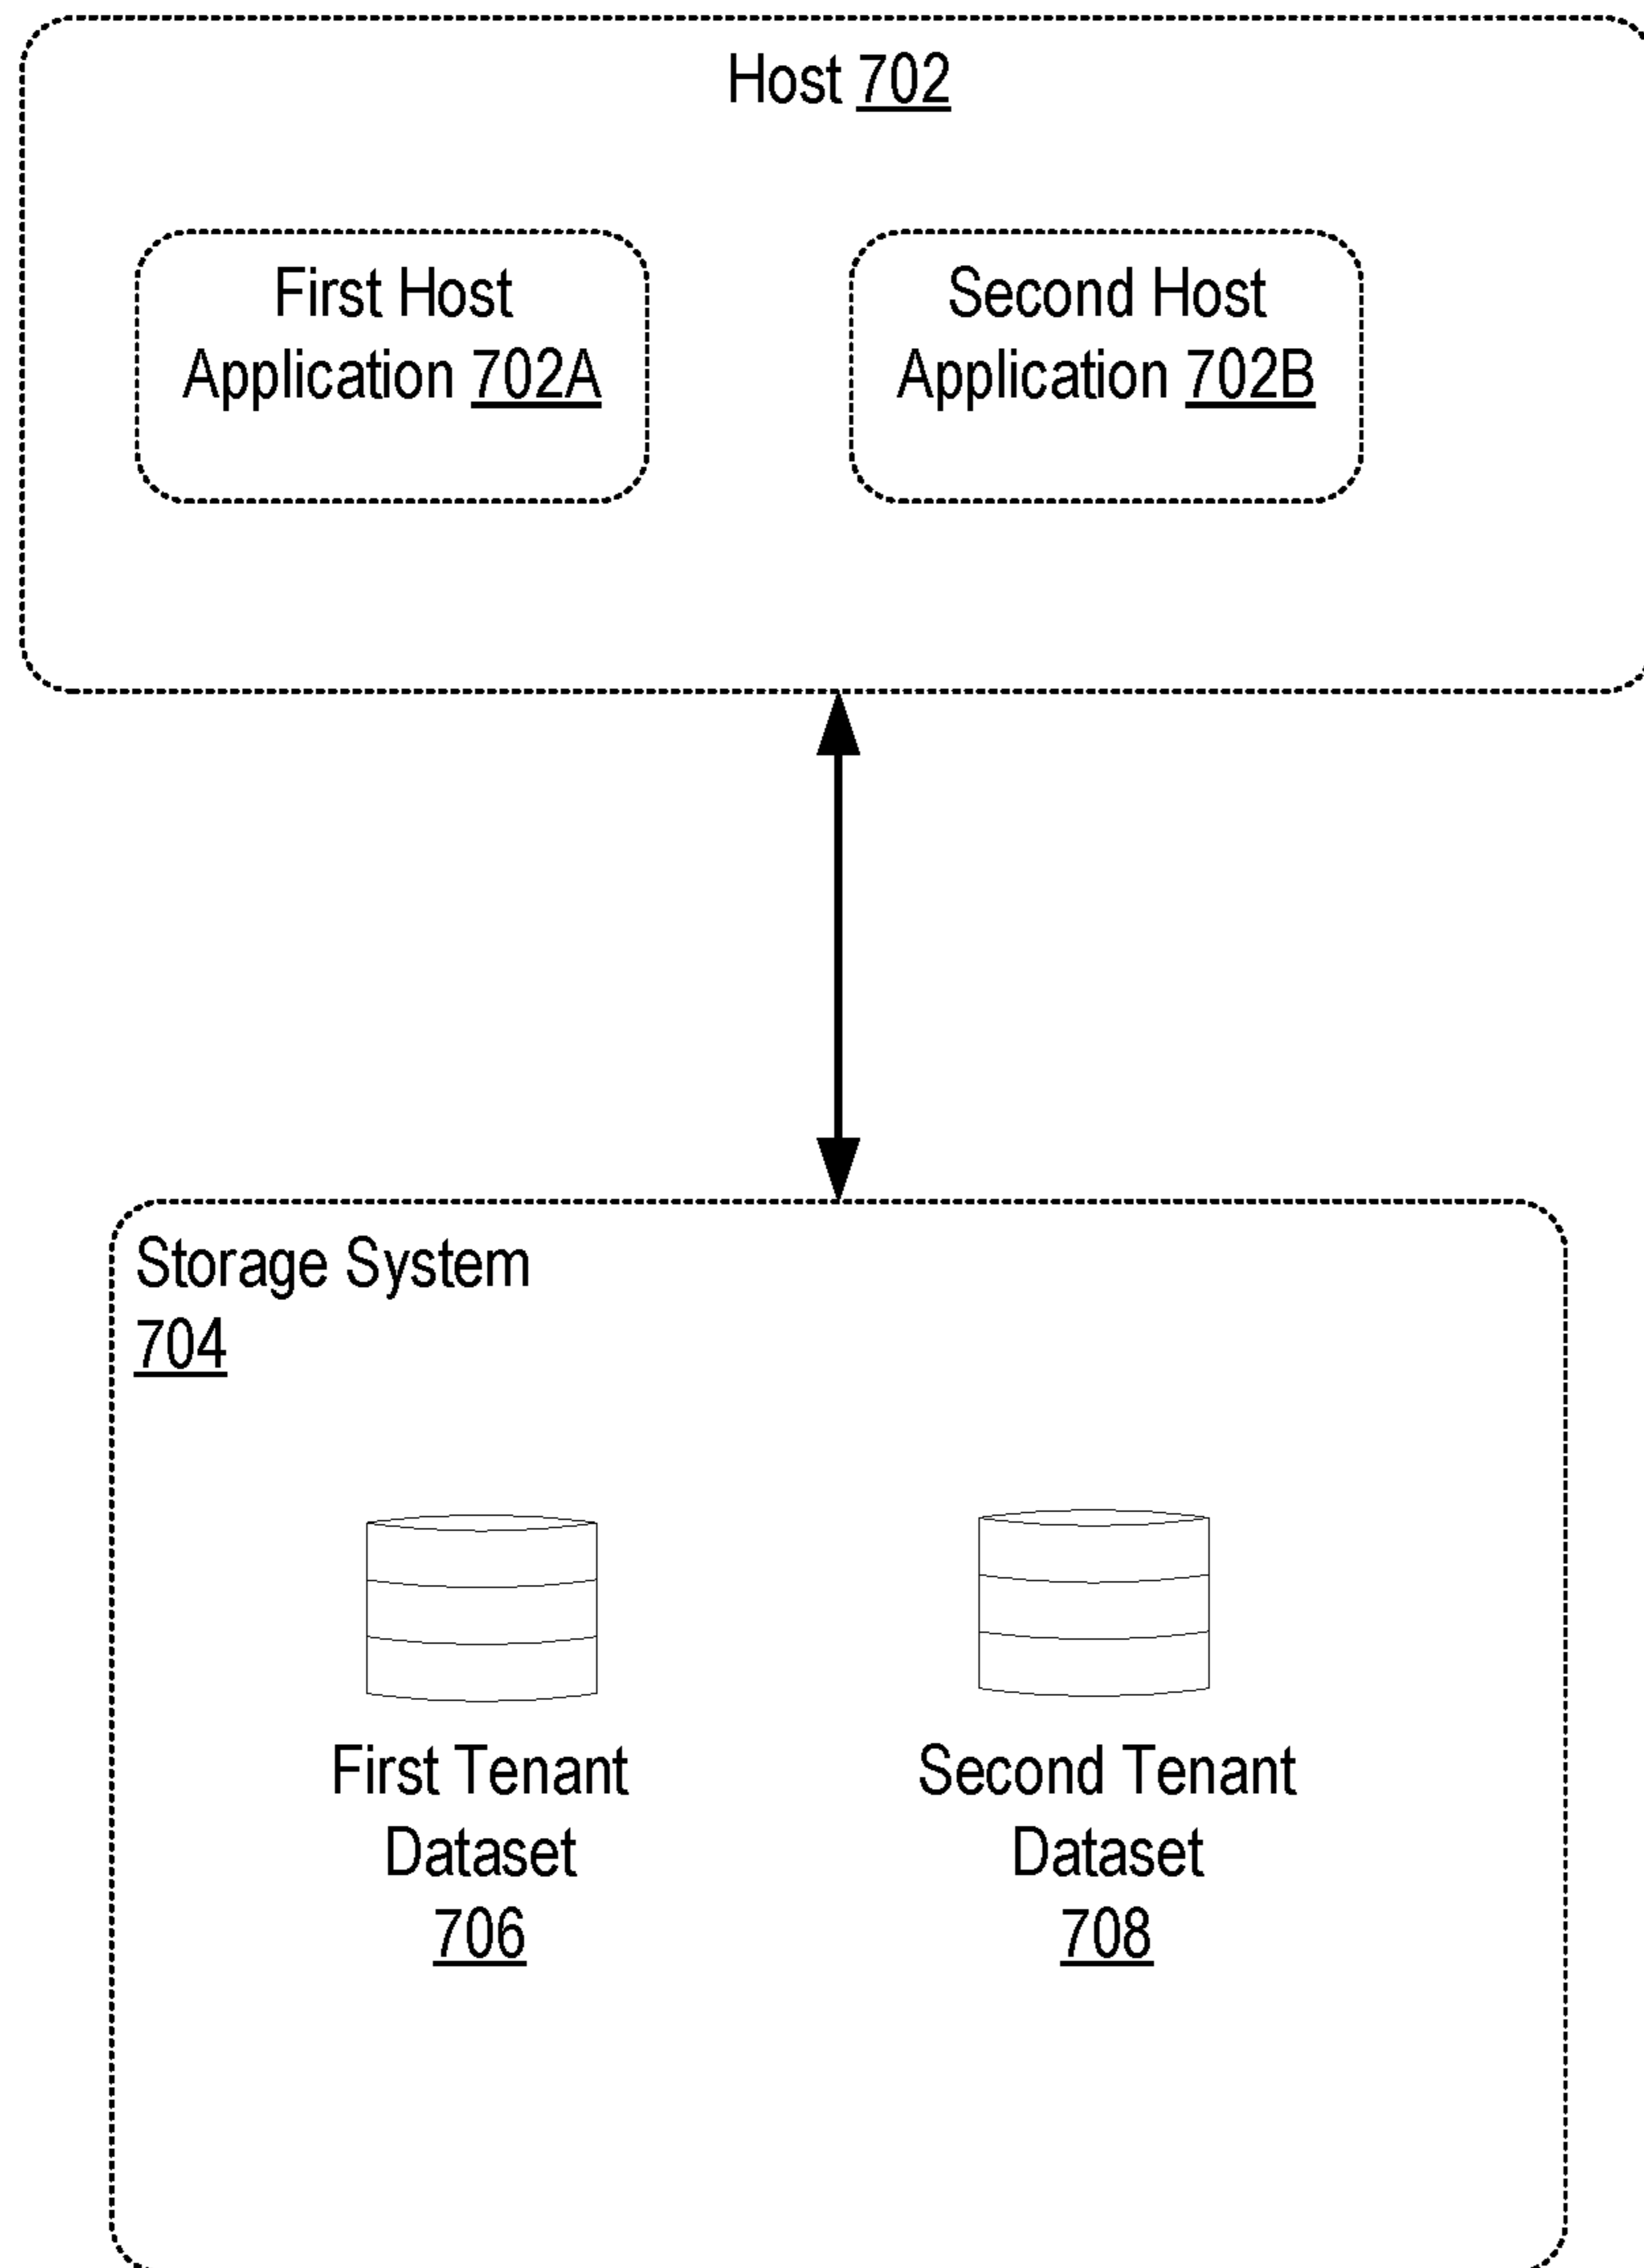 Host 702
First Host
Application 702A
Second Host
Application 702B
Storage System
704
First Tenant
Dataset
706
Second Tenant
Dataset
708